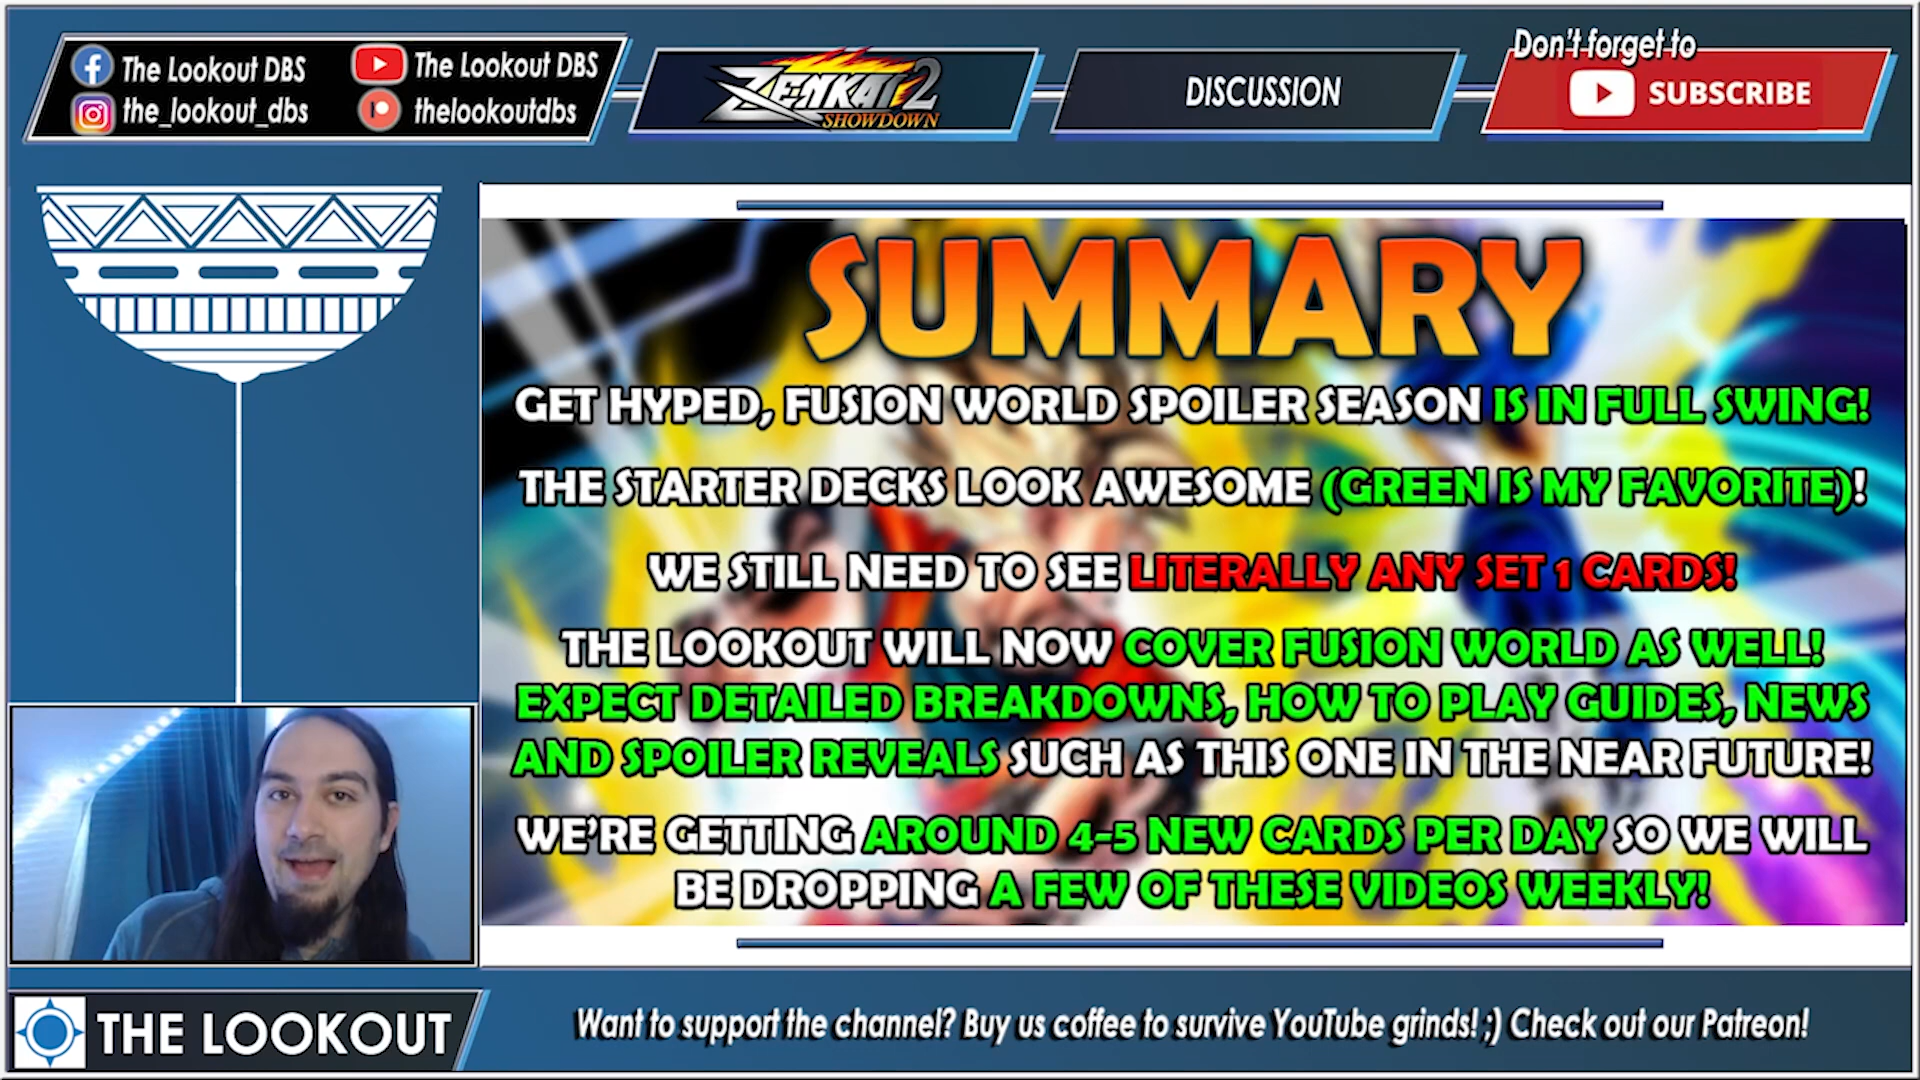 The Lookout DBS
The Lookout DBS
the_lookout_dbs
thelookoutdbs
ZENKAI 2
SHOWDOWN
DISCUSSION
Don't forget to
SUBSCRIBE
SUMMARY
GET HYPED, FUSION WORLD SPOILER SEASON IS IN FULL SWING!
THE STARTER DECKS LOOK AWESOME (GREEN IS MY FAVORITE)!
WE STILL NEED TO SEE LITERALLY ANY SET 1 CARDS!
THE LOOKOUT WILL NOW COVER FUSION WORLD AS WELL!
EXPECT DETAILED BREAKDOWNS, HOW TO PLAY GUIDES, NEWS
AND SPOILER REVEALS SUCH AS THIS ONE IN THE NEAR FUTURE!
WE'RE GETTING AROUND 4-5 NEW CARDS PER DAY SO WE WILL
BE DROPPING A FEW OF THESE VIDEOS WEEKLY!
THE LOOKOUT
Want to support the channel? Buy us coffee to survive YouTube grinds! ;) Check out our Patreon!